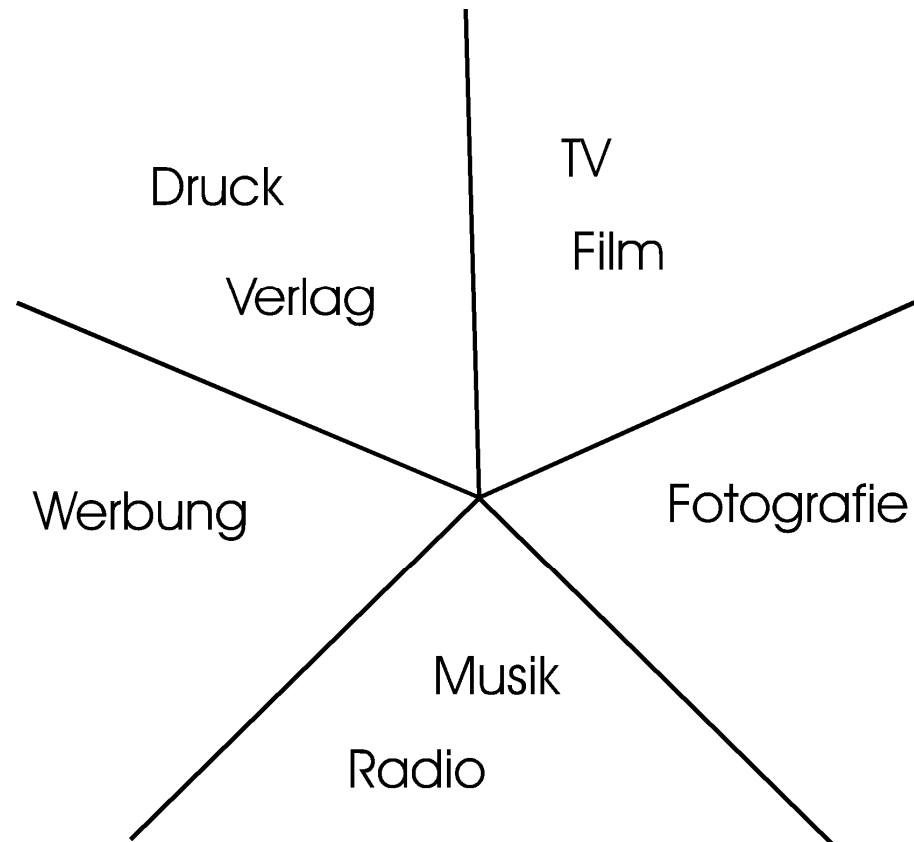 TV
Film
Druck
Verlag
Fotografie
Werbung
Musik
Radio